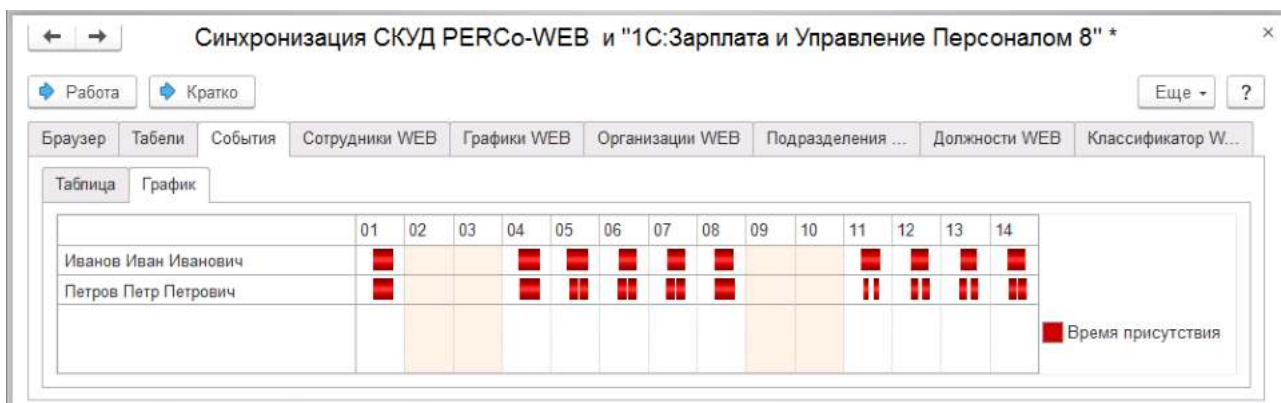 Синхронизация СКУД PERCo-WEB и "1С:Зарплата и Управление Персоналом 8" *
Работа Кратко Еще ?
Браузер Табели События Сотрудники WEB Графики WEB Организации WEB Подразделения ... Должности WEB Классификатор W...
Таблица График
01 02 03 04 05 06 07 08 09 10 11 12 13 14
Иванов Иван Иванович
Петров Петр Петрович
Время присутствия